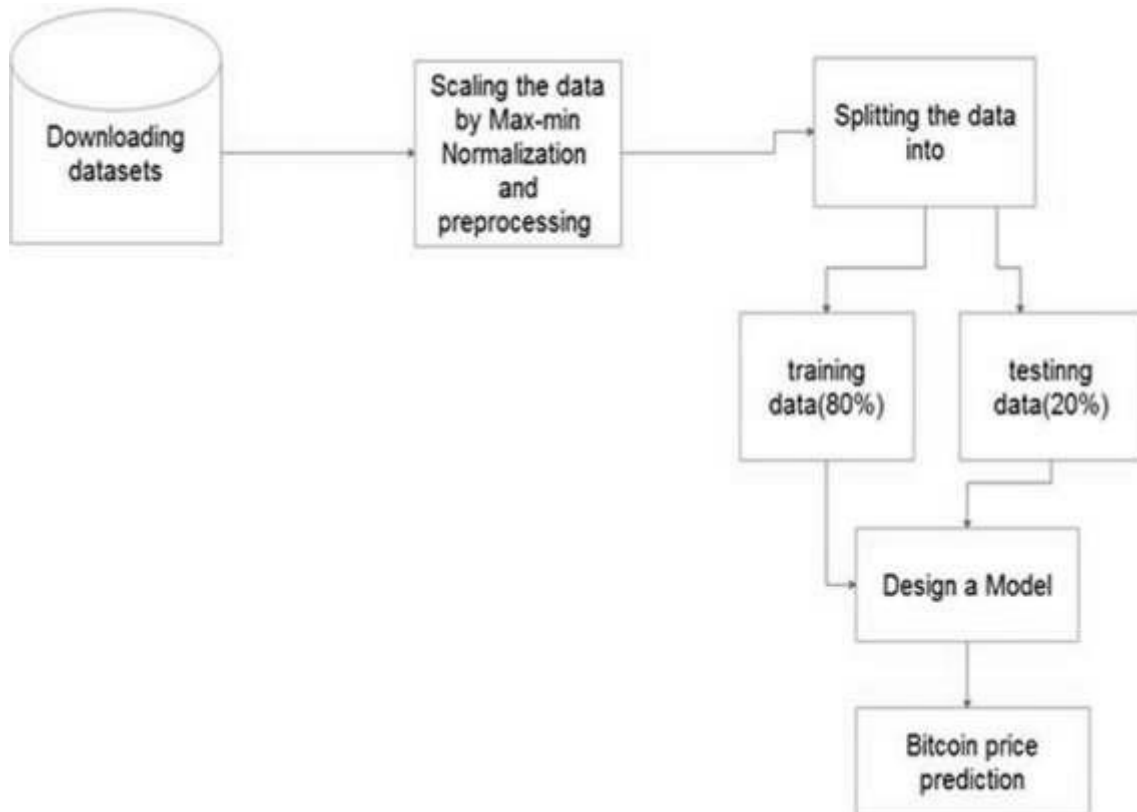 Downloading
datasets
Scaling the data
by Max-min
Normalization
and
preprocessing
Splitting the data
into
training
data(80%)
testinng
data(20%)
Design a Model
Bitcoin price
prediction